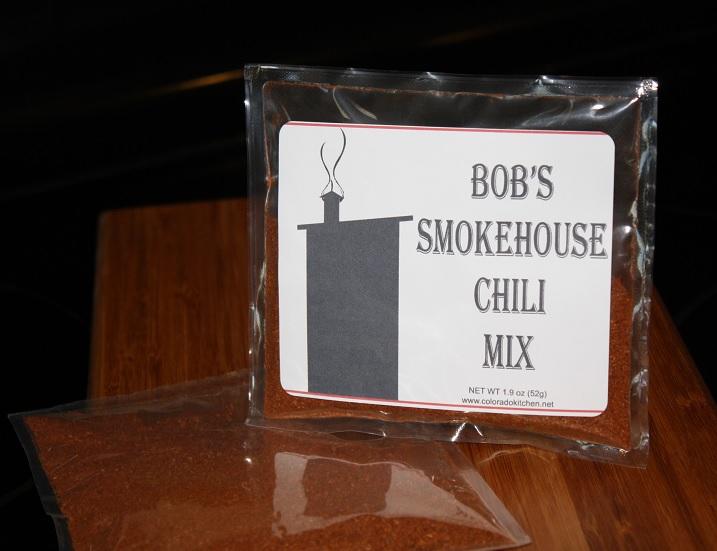 BOB'S
SMOKEHOUSE
CHILI
MIX
NET WT 1.9 oz (52g)
www.coloradokitchen.net